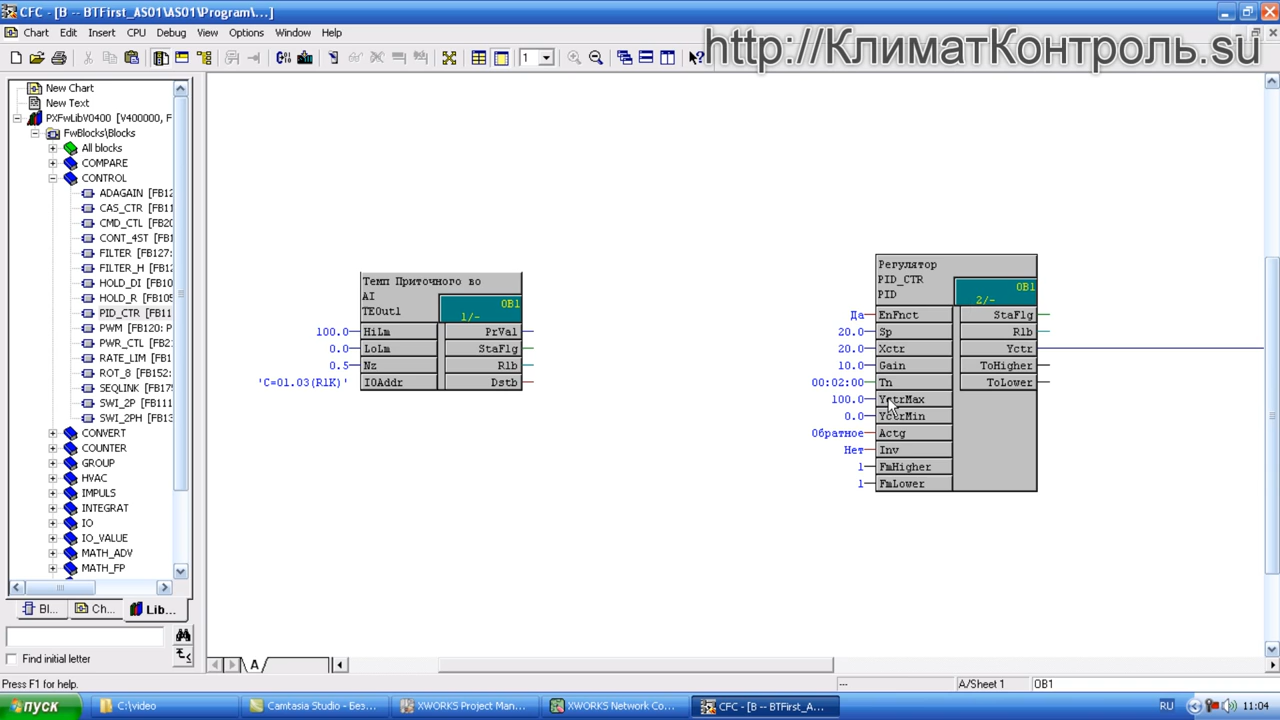 CFC - [B -- BTFirst_AS01\AS01\Program\...]
http://КлиматКонтроль.su
Chart Edit Insert CPU Debug View Options Window Help
1
New Chart
New Text
PXFwLibV0400 [V400000, F
FwBlocks\Blocks
All blocks
COMPARE
CONTROL
ADAGAIN [FB12
CAS_CTR [FB11
CMD_CTL [FB20
CONT_4ST [FB
FILTER [FB127:
FILTER_H [FB12
HOLD_DI [FB10
HOLD_R [FB105
PID_CTR [FB11
PWM [FB120: P
PWR_CTL [FB21
RATE_LIM [FB12
ROT_8 [FB22:
SEQLINK [FB15
SWI_2P [FB111
SWI_2PH [FB11
CONVERT
COUNTER
GROUP
HVAC
IMPULS
INTEGRAT
IO
IO_VALUE
MATH_ADV
MATH_FP
Bl... Ch... Lib...
Find initial letter
Темп Приточного во
AI
TEOut1
OB1
1/-
100.0 HiLm PrVal
0.0 LoLm StaFlg
0.5 Nz Rlb
'C=01.03(R1K)' IOAddr Dstb
Регулятор
PID_CTR
PID
OB1
2/-
Да EnFnct StaFlg
20.0 Sp Rlb
20.0 Xctr Yctr
10.0 Gain ToHigher
00:02:00 Tn ToLower
100.0 YctrMax
0.0 YctrMin
Обратное Actg
Нет Inv
1 FmHigher
1 FmLower
A
Press F1 for help. --- A/Sheet 1 OB1
пуск C:\video Camtasia Studio - Без... XWORKS Project Man... XWORKS Network Co... CFC - [B -- BTFirst_A... RU 11:04